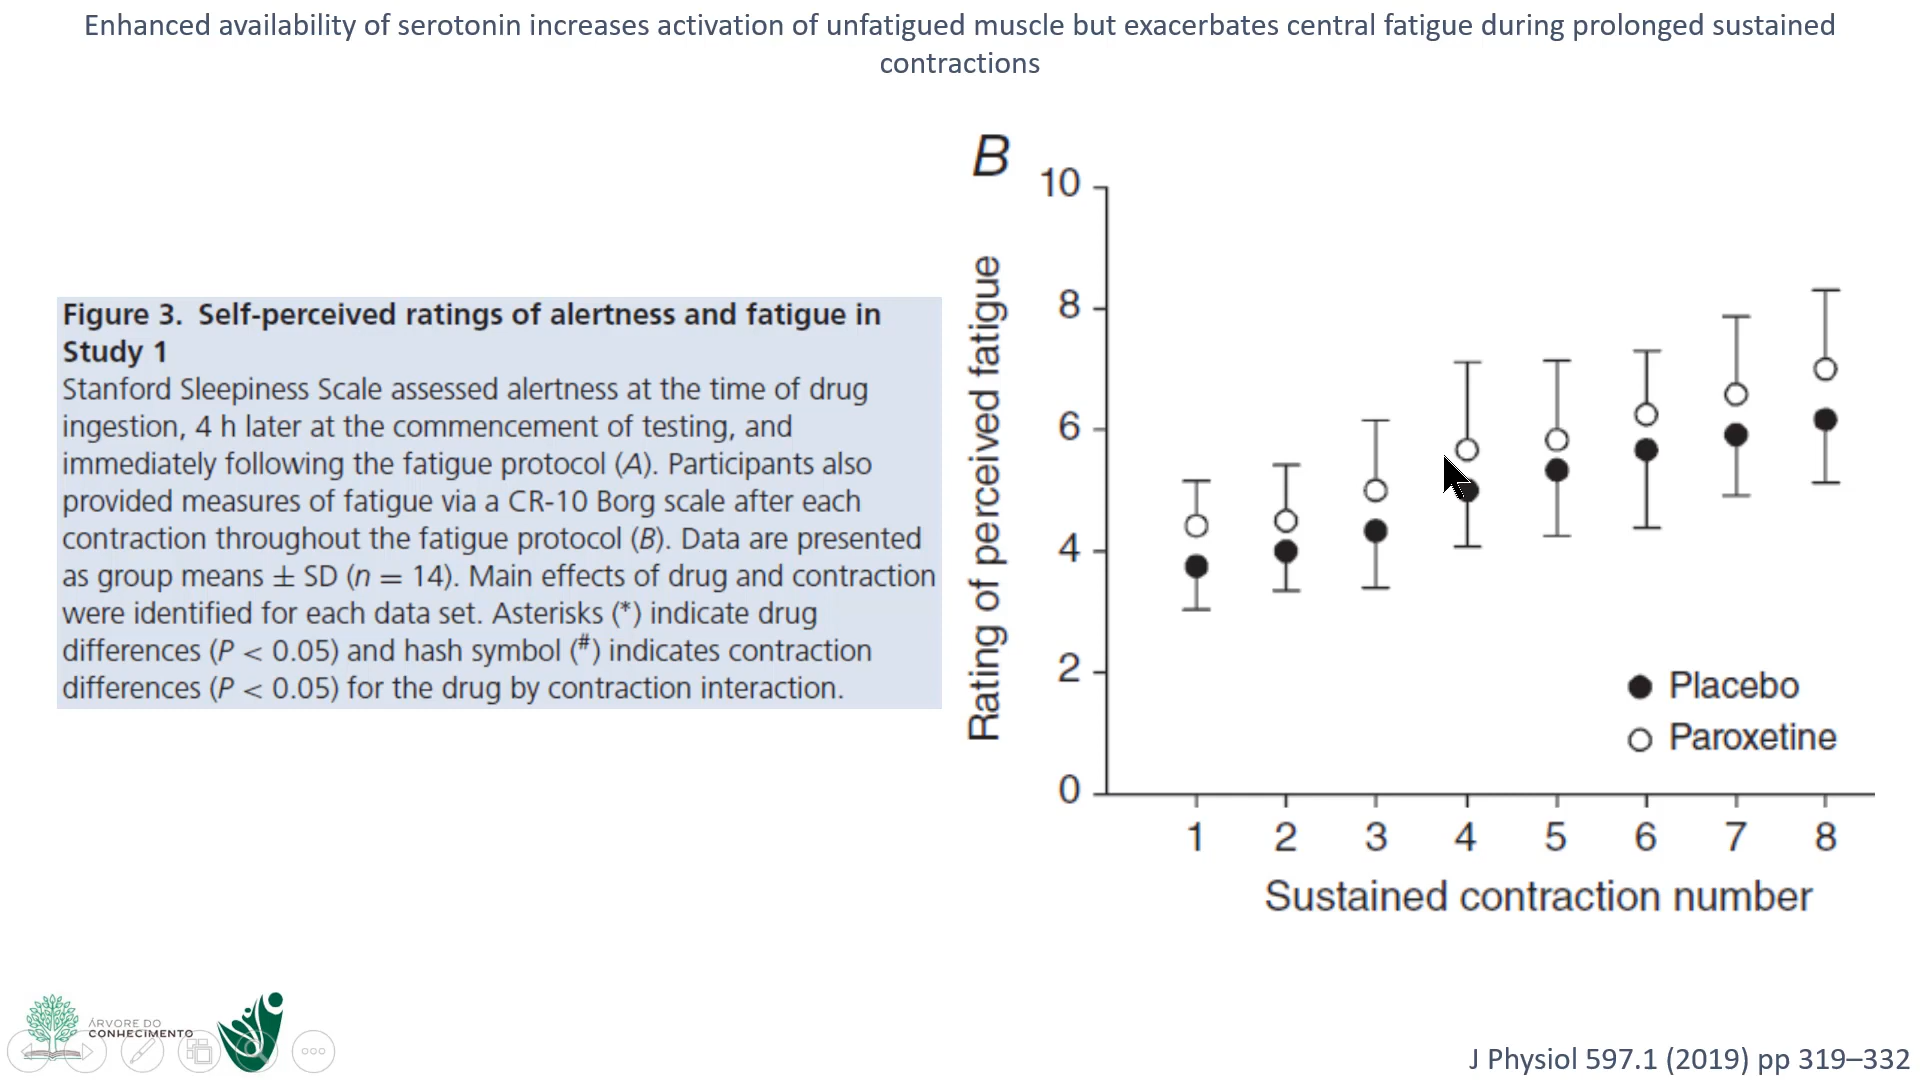 Enhanced availability of serotonin increases activation of unfatigued muscle but exacerbates central fatigue during prolonged sustained
contractions
Figure 3. Self-perceived ratings of alertness and fatigue in
Study 1
Stanford Sleepiness Scale assessed alertness at the time of drug
ingestion, 4 h later at the commencement of testing, and
immediately following the fatigue protocol (A). Participants also
provided measures of fatigue via a CR-10 Borg scale after each
contraction throughout the fatigue protocol (B). Data are presented
as group means ± SD (n = 14). Main effects of drug and contraction
were identified for each data set. Asterisks (*) indicate drug
differences (P < 0.05) and hash symbol (#) indicates contraction
differences (P < 0.05) for the drug by contraction interaction.
B
Rating of perceived fatigue
10
8
6
4
2
0
Placebo
Paroxetine
1 2 3 4 5 6 7 8
Sustained contraction number
ÁRVORE DO
CONHECIMENTO
J Physiol 597.1 (2019) pp 319–332